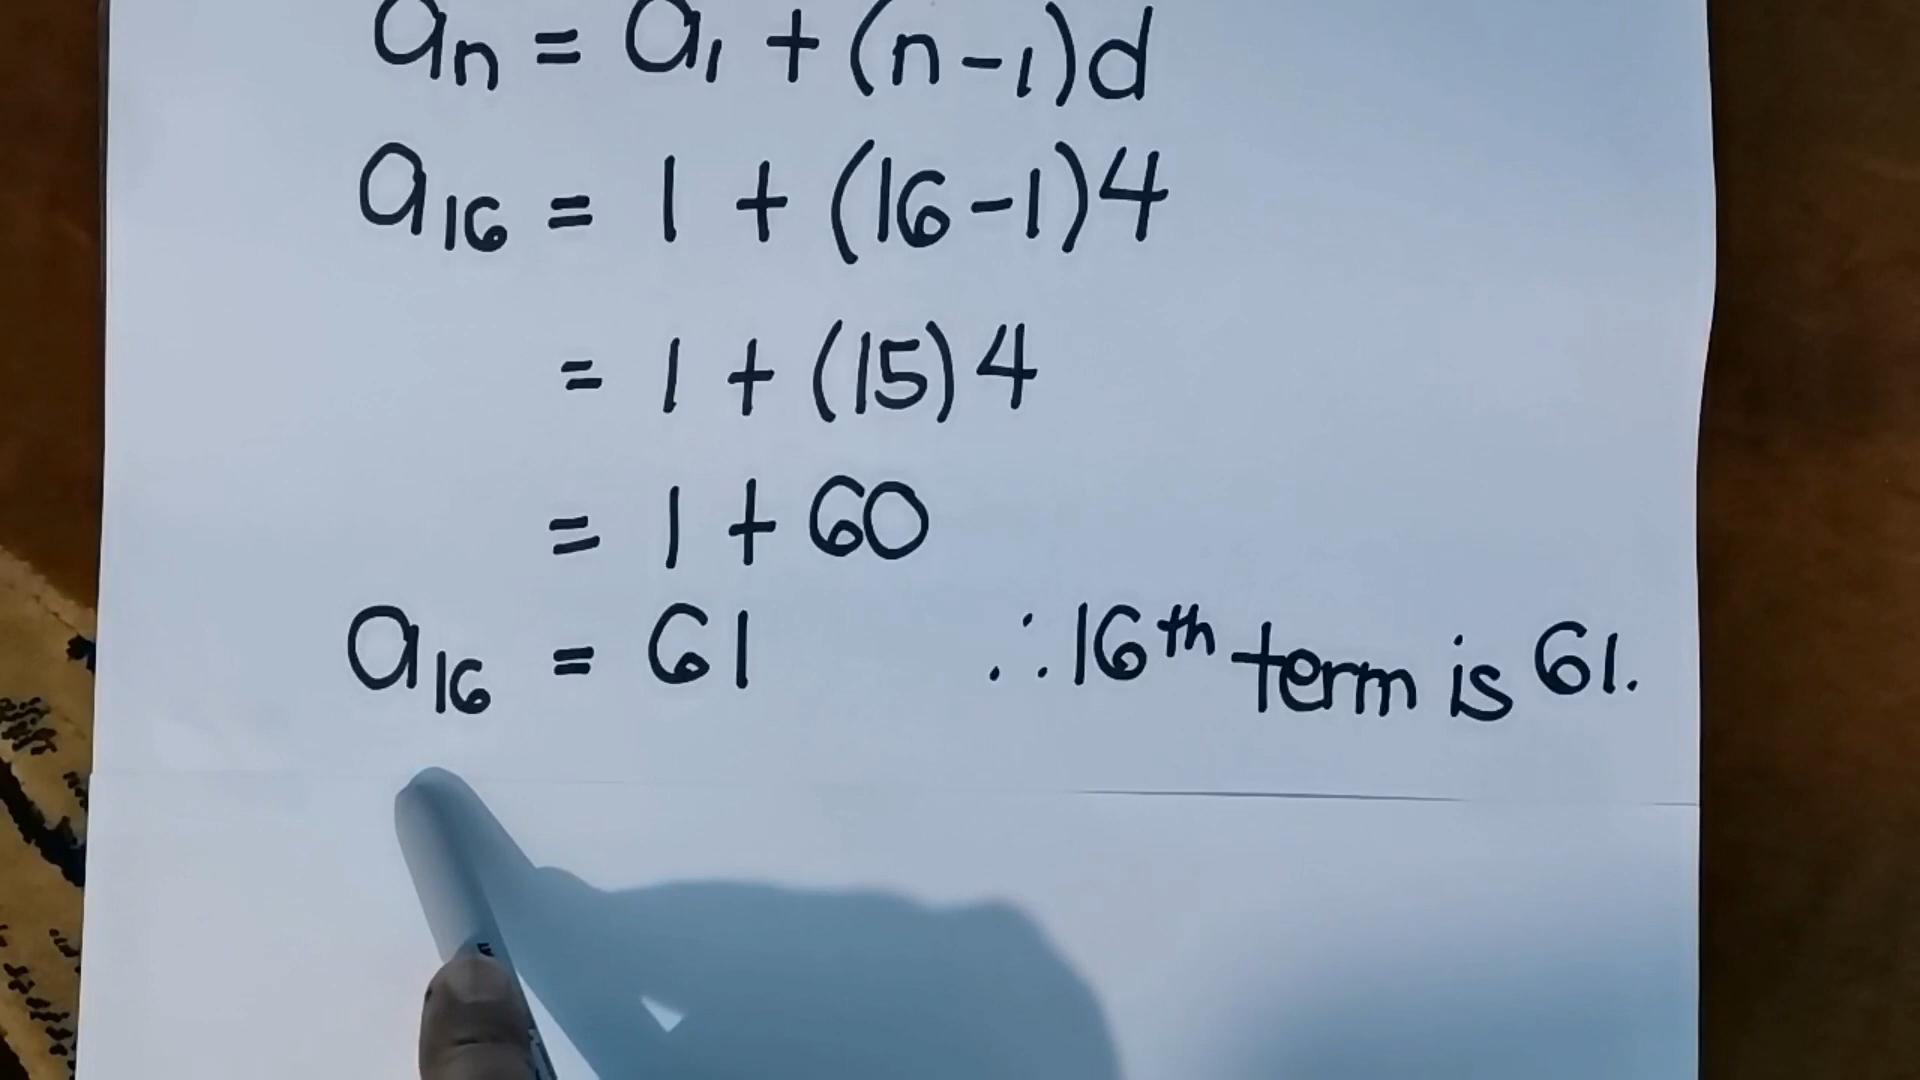 aₙ = a₁ + (n-1)d
a₁₆ = 1 + (16-1)4
= 1 + (15)4
= 1 + 60
a₁₆ = 61 ∴ 16ᵗʰ term is 61.